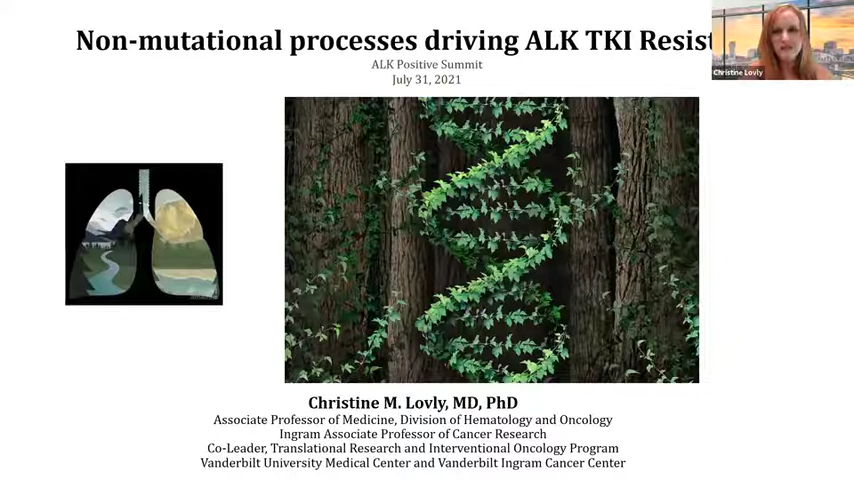 Non-mutational processes driving ALK TKI Resist
ALK Positive Summit
July 31, 2021
Christine Lovly
Christine M. Lovly, MD, PhD
Associate Professor of Medicine, Division of Hematology and Oncology
Ingram Associate Professor of Cancer Research
Co-Leader, Translational Research and Interventional Oncology Program
Vanderbilt University Medical Center and Vanderbilt Ingram Cancer Center